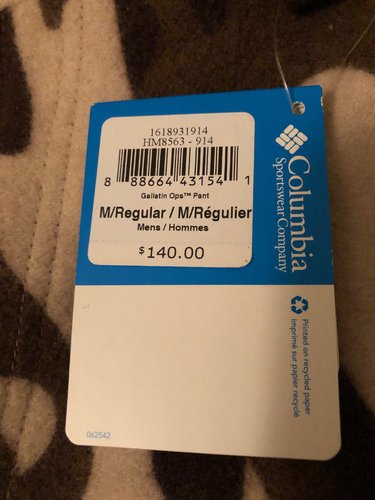 1618931914
HM8563 - 914
8 88664 43154 1
Gallatin Ops™ Pant
M/Regular / M/Régulier
Mens / Hommes
$140.00
Columbia
Sportswear Company
Printed on recycled paper
Imprimé sur papier recyclé
062542